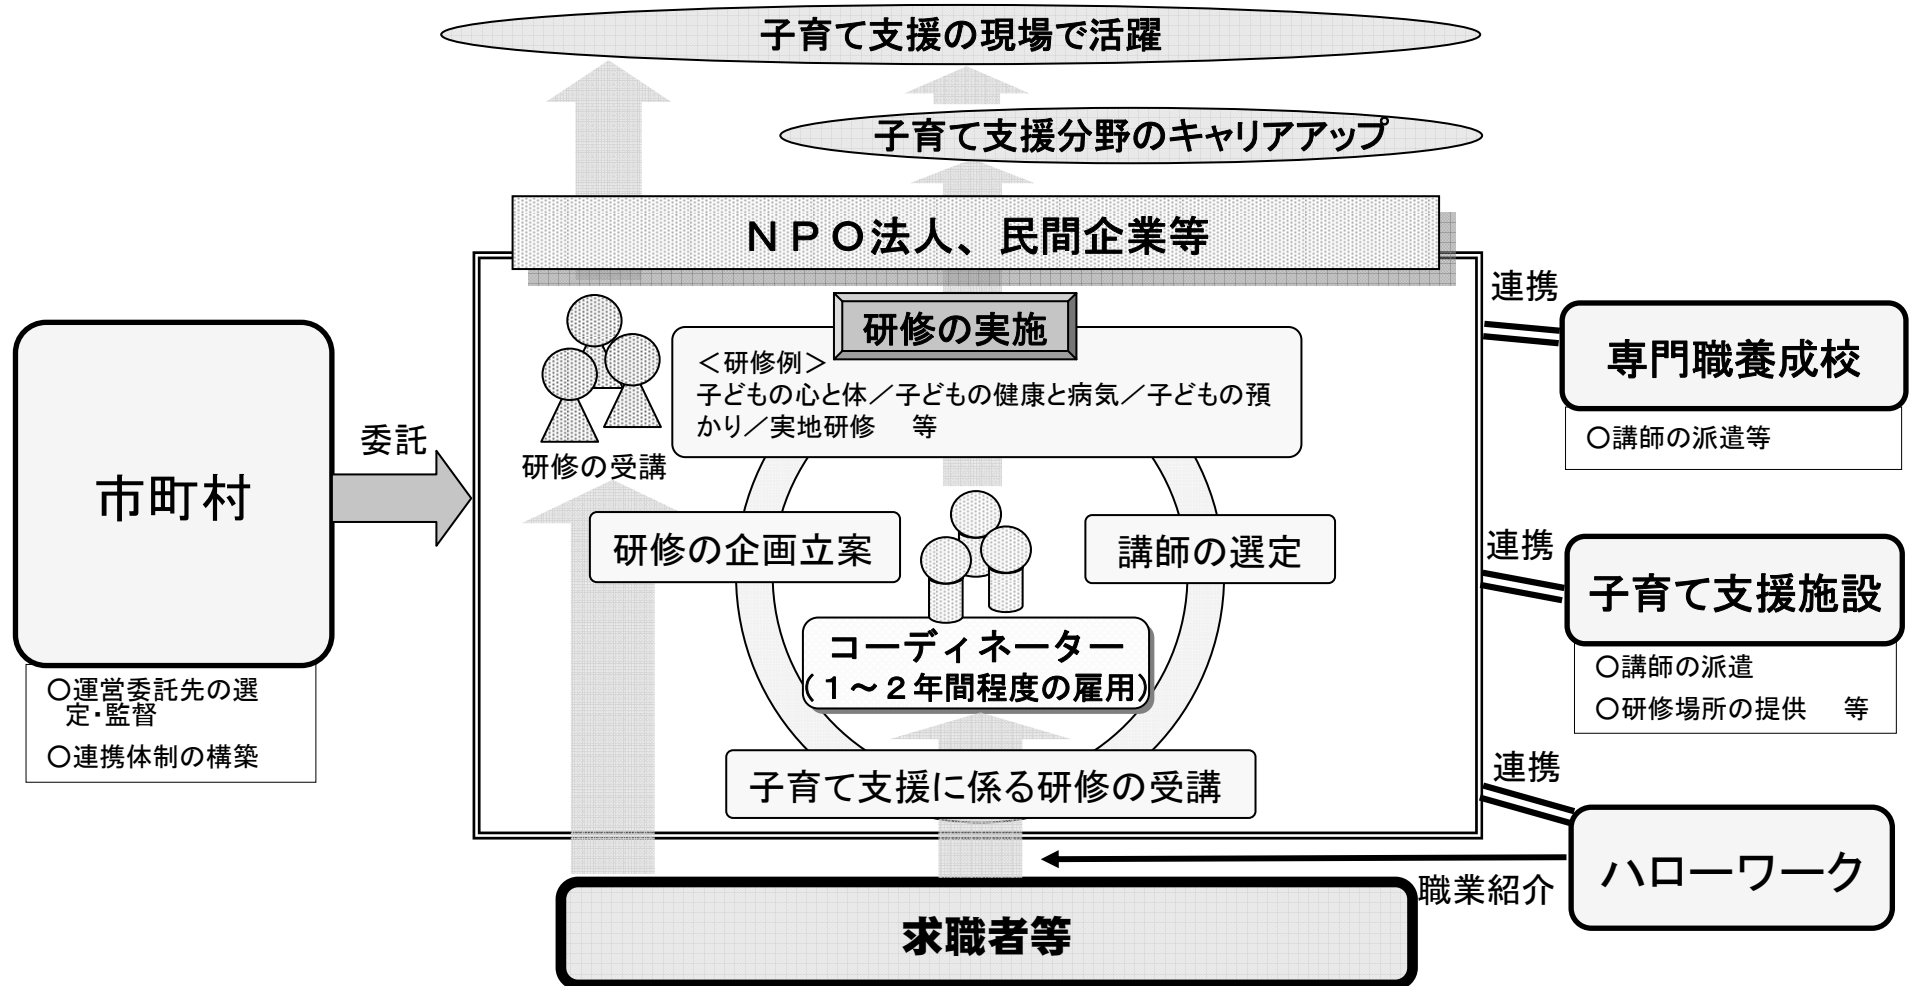 子育て支援の現場で活躍
子育て支援分野のキャリアアップ
NPO法人、民間企業等
研修の実施
<研修例>
子どもの心と体/子どもの健康と病気/子どもの預
かり/実地研修 等
研修の受講
研修の企画立案
講師の選定
コーディネーター
(1~2年間程度の雇用)
子育て支援に係る研修の受講
市町村
委託
○運営委託先の選
定・監督
○連携体制の構築
連携
専門職養成校
○講師の派遣等
連携
子育て支援施設
○講師の派遣
○研修場所の提供 等
連携
ハローワーク
職業紹介
求職者等